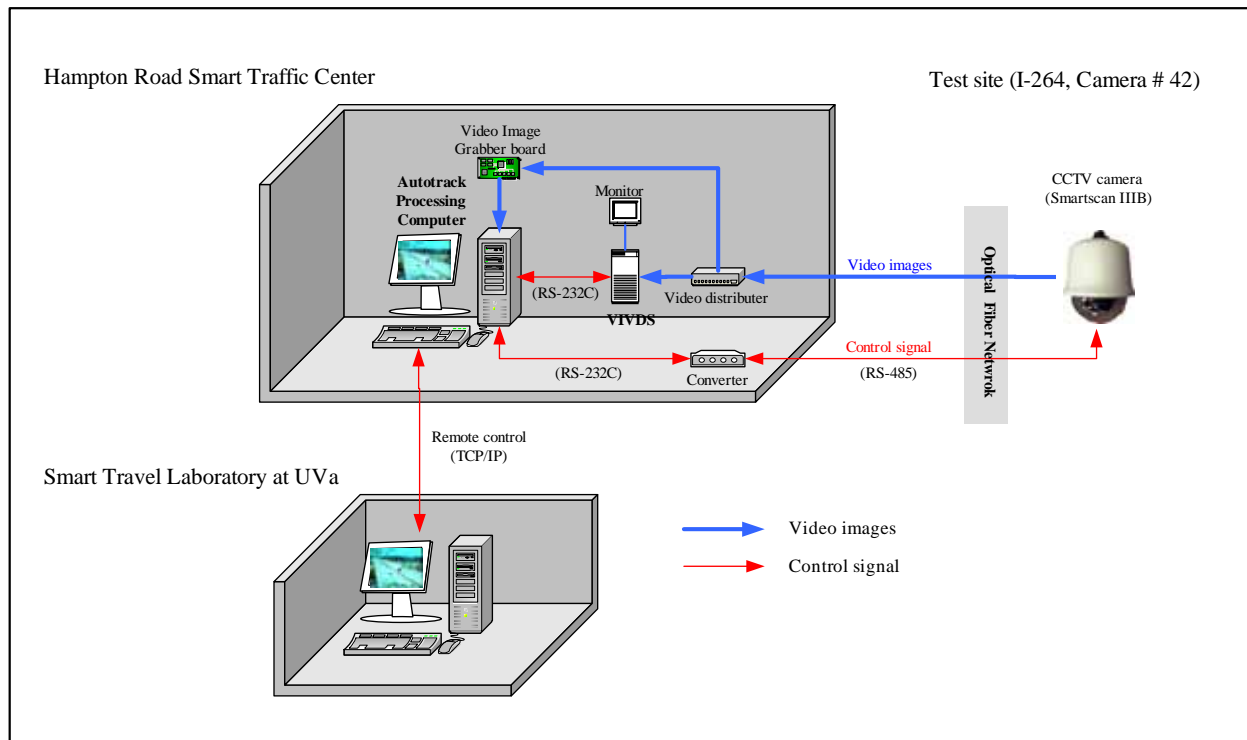 Hampton Road Smart Traffic Center
Test site (I-264, Camera # 42)
Video Image
Grabber board
Autotrack
Processing
Computer
Monitor
CCTV camera
(Smartscan IIIB)
Optical Fiber Netwrok
Video images
(RS-232C)
Video distributer
VIVDS
Control signal
(RS-232C)
(RS-485)
Converter
Remote control
(TCP/IP)
Smart Travel Laboratory at UVa
Video images
Control signal